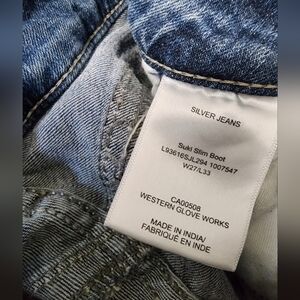 SILVER JEANS
Suki Slim Boot
L93616SJL294 1007547
W27/L33
CA00508
WESTERN GLOVE WORKS
MADE IN INDIA/
FABRIQUÉ EN INDE